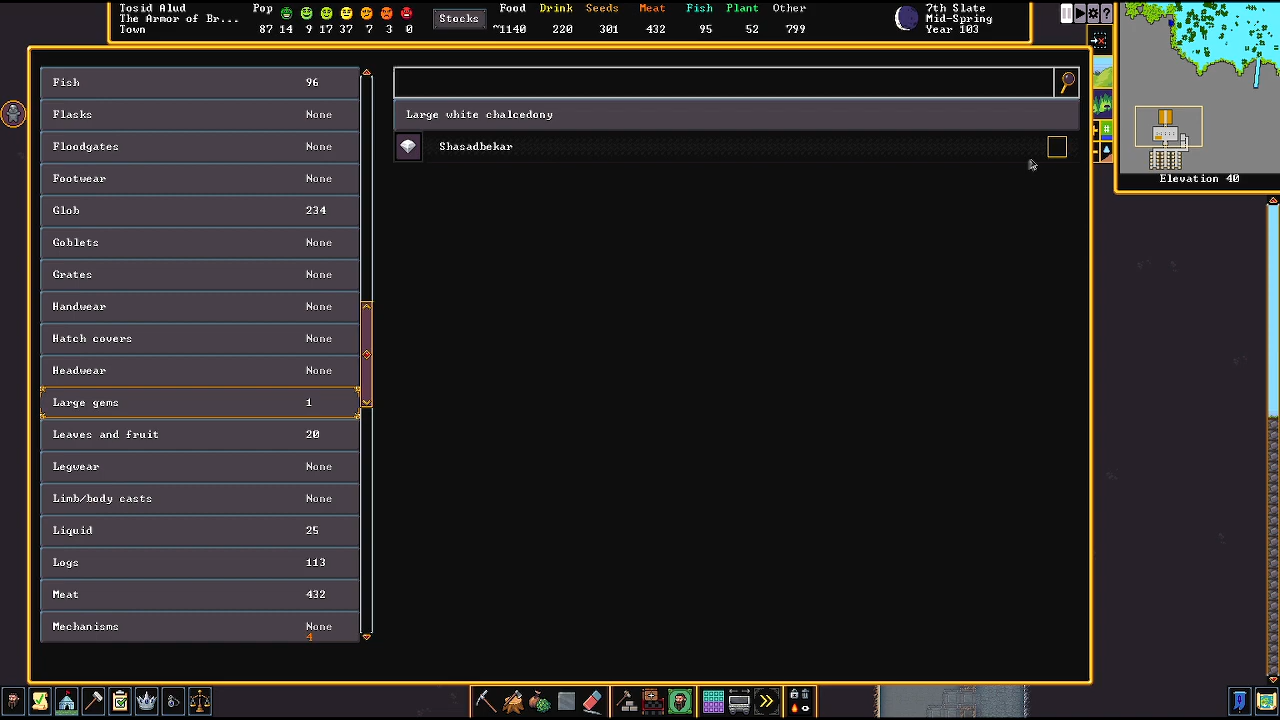 Tosid Alud
The Armor of Br...
Town
Pop
87 14 9 17 37 7 3 0
Stocks
Food Drink Seeds Meat Fish Plant Other
1140 220 301 432 95 52 799
7th Slate
Mid-Spring
Year 103
?
Elevation 40
Fish 96
Flasks None
Floodgates None
Footwear None
Glob 234
Goblets None
Grates None
Handwear None
Hatch covers None
Headwear None
Large gems 1
Leaves and fruit 20
Legwear None
Limb/body casts None
Liquid 25
Logs 113
Meat 432
Mechanisms None
4
large white chalcedony
Shasadbekar